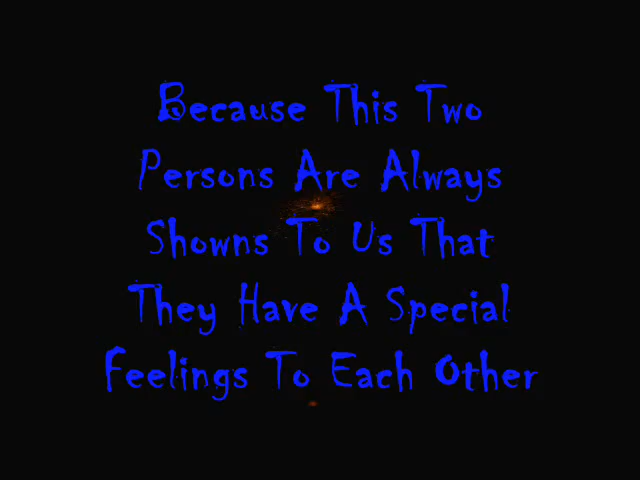 Because This Two
Persons Are Always
Showns To Us That
They Have A Special
Feelings To Each Other